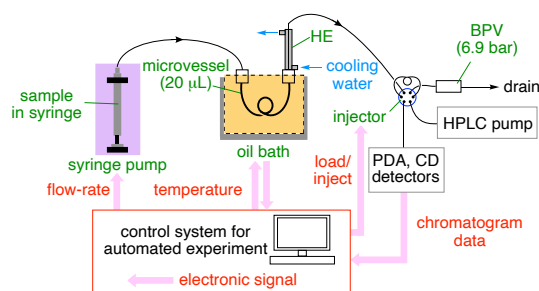 HE
BPV
(6.9 bar)
microvessel
(20 μL)
cooling
water
drain
sample
in syringe
injector
HPLC pump
oil bath
syringe pump
load/
inject
PDA, CD
detectors
flow-rate
temperature
chromatogram
data
control system for
automated experiment
electronic signal